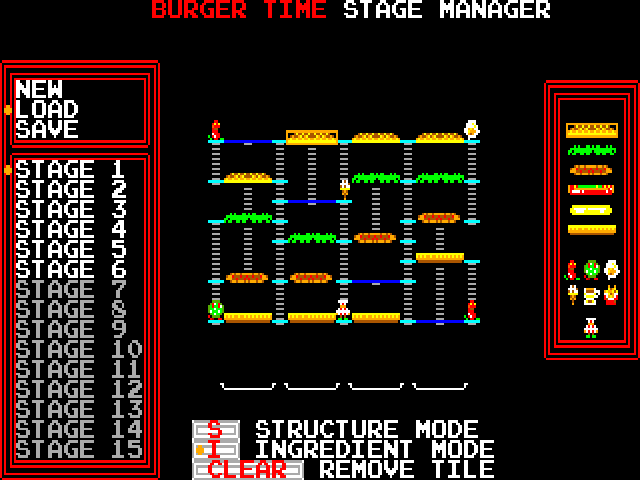 BURGER TIME STAGE MANAGER
NEW
LOAD
SAVE
STAGE 1
STAGE 2
STAGE 3
STAGE 4
STAGE 5
STAGE 6
STAGE 7
STAGE 8
STAGE 9
STAGE 10
STAGE 11
STAGE 12
STAGE 13
STAGE 14
STAGE 15
S STRUCTURE MODE
I INGREDIENT MODE
CLEAR REMOVE TILE